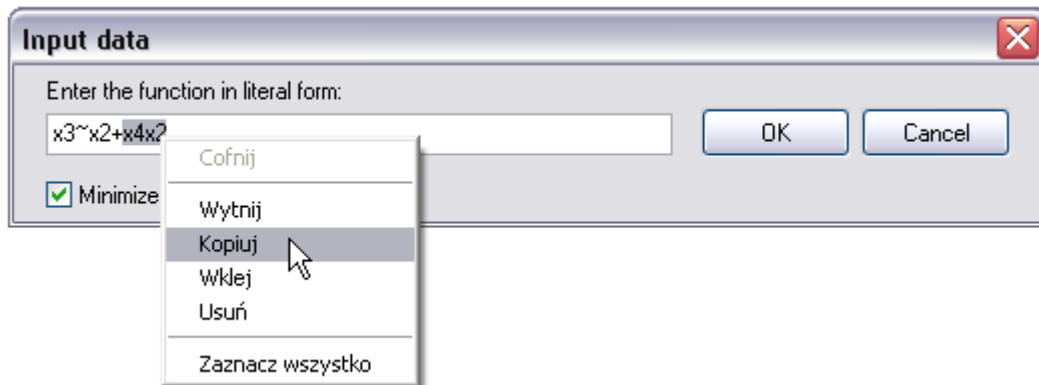 Input data
Enter the function in literal form:
x3~x2+x4x2
OK
Cancel
Minimize
Cofnij
Wytnij
Kopiuj
Wklej
Usuń
Zaznacz wszystko